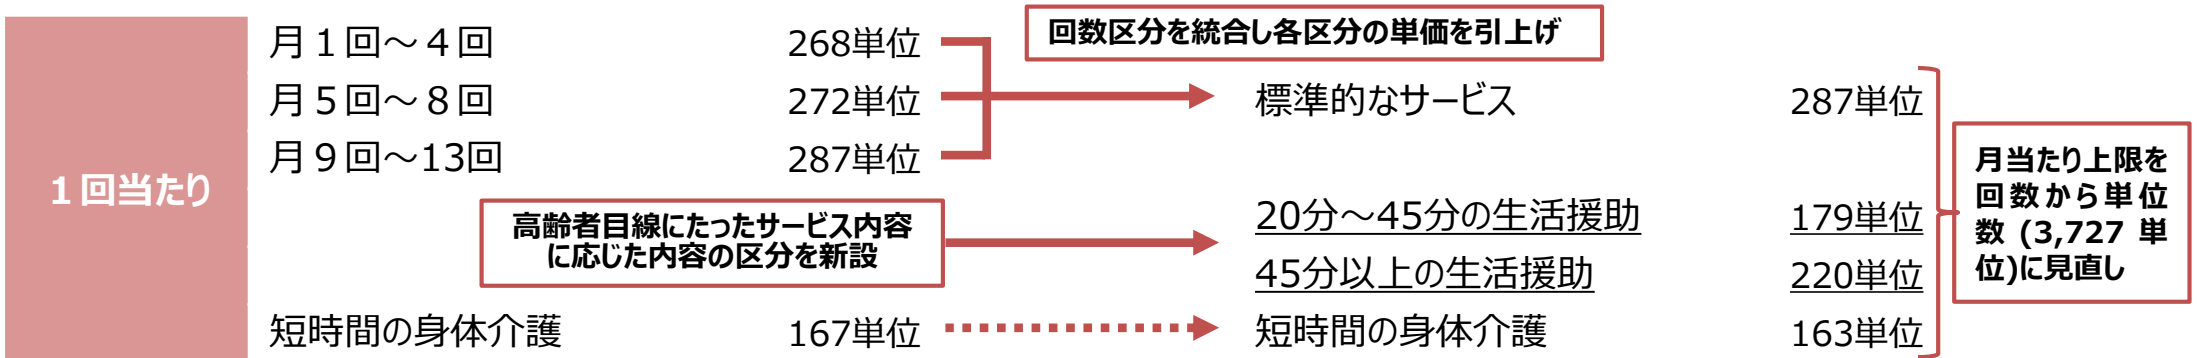 1回当たり
月１回～４回
268単位
月５回～８回
272単位
月９回～13回
287単位
回数区分を統合し各区分の単価を引上げ
標準的なサービス
287単位
高齢者目線にたったサービス内容
に応じた内容の区分を新設
20分～45分の生活援助
179単位
45分以上の生活援助
220単位
短時間の身体介護
167単位
短時間の身体介護
163単位
月当たり上限を
回数から単位
数 (3,727 単
位)に見直し